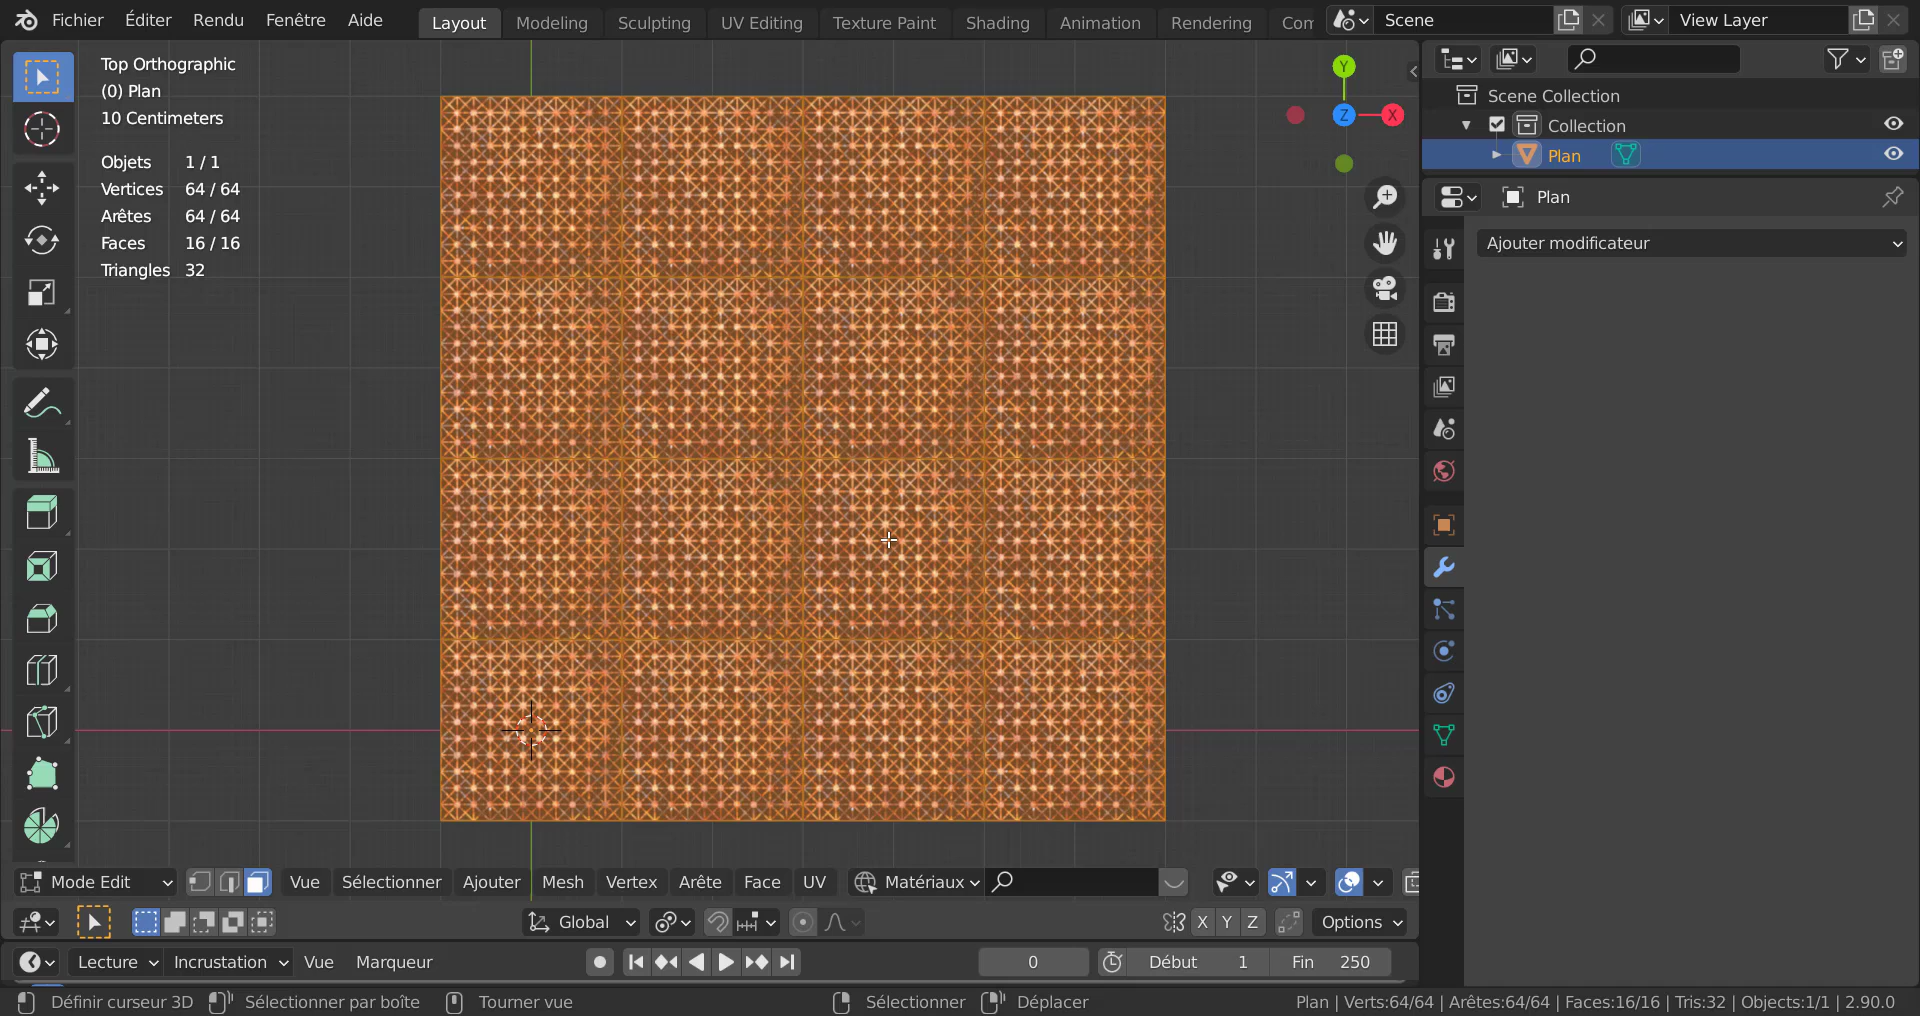 Fichier Éditer Rendu Fenêtre Aide Layout Modeling Sculpting UV Editing Texture Paint Shading Animation Rendering Com Scene View Layer
Top Orthographic
(0) Plan
10 Centimeters
Objets 1 / 1
Vertices 64 / 64
Arêtes 64 / 64
Faces 16 / 16
Triangles 32
Y
Z
X
Scene Collection
Collection
Plan
Plan
Ajouter modificateur
Mode Edit Vue Sélectionner Ajouter Mesh Vertex Arête Face UV Matériaux
Global X Y Z Options
Lecture Incrustation Vue Marqueur 0 Début 1 Fin 250
Définir curseur 3D Sélectionner par boîte Tourner vue Sélectionner Déplacer Plan | Verts:64/64 | Arêtes:64/64 | Faces:16/16 | Tris:32 | Objects:1/1 | 2.90.0